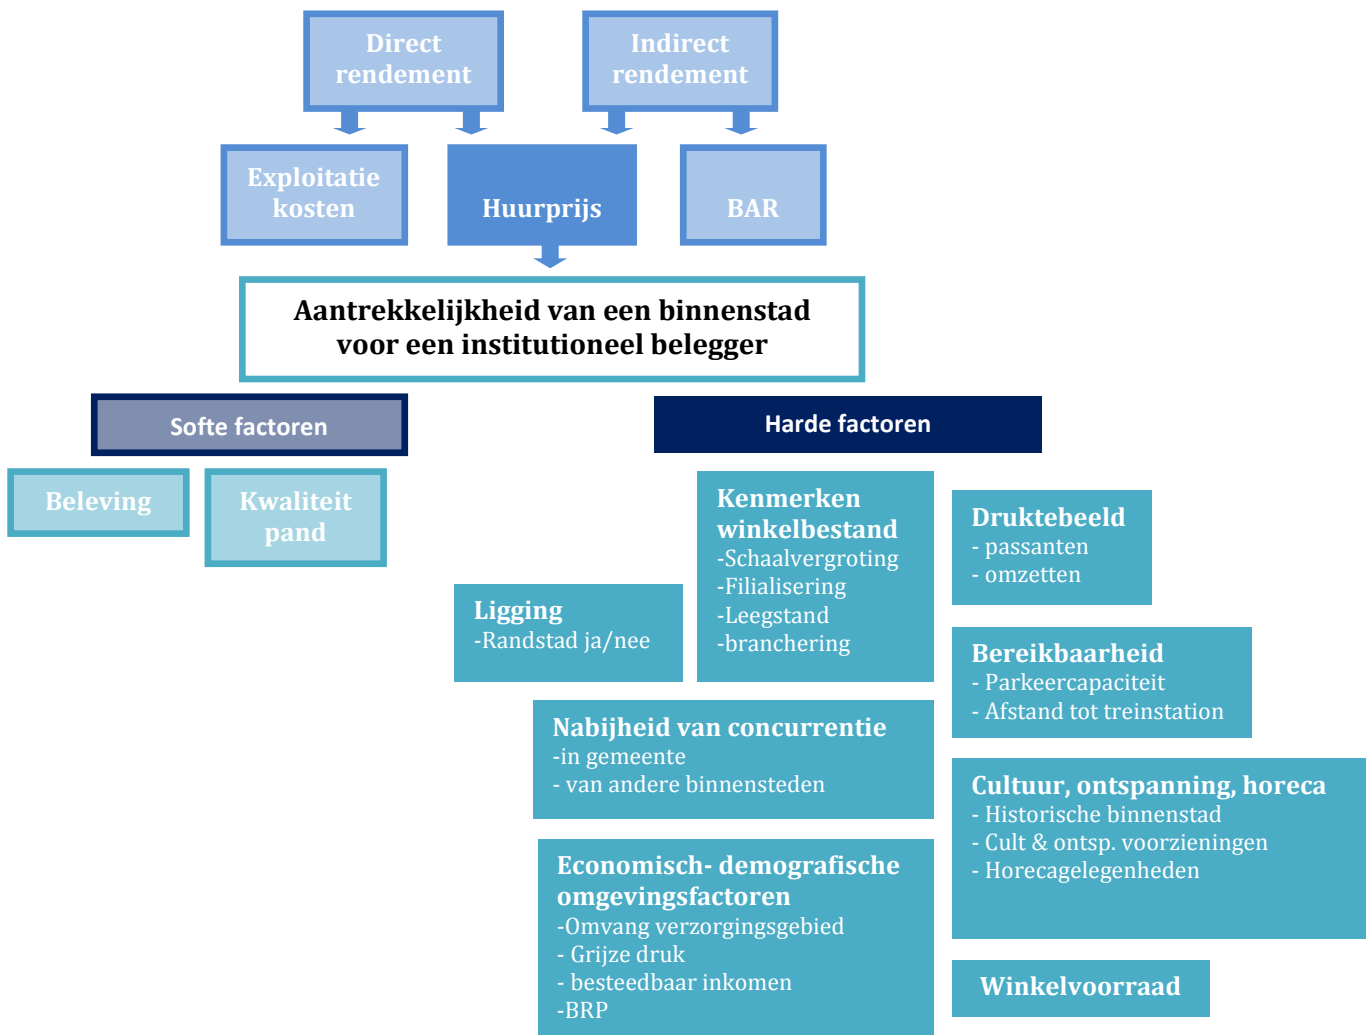 Direct
rendement
Indirect
rendement
Exploitatie
kosten
Huurprijs
BAR
Aantrekkelijkheid van een binnenstad
voor een institutioneel belegger
Softe factoren
Harde factoren
Beleving
Kwaliteit
pand
Kenmerken
winkelbestand
-Schaalvergroting
-Filialisering
-Leegstand
-branchering
Druktebeeld
- passanten
- omzetten
Ligging
-Randstad ja/nee
Bereikbaarheid
- Parkeercapaciteit
- Afstand tot treinstation
Nabijheid van concurrentie
-in gemeente
- van andere binnensteden
Cultuur, ontspanning, horeca
- Historische binnenstad
- Cult & ontsp. voorzieningen
- Horecagelegenheden
Economisch- demografische
omgevingsfactoren
-Omvang verzorgingsgebied
- Grijze druk
- besteedbaar inkomen
-BRP
Winkelvoorraad